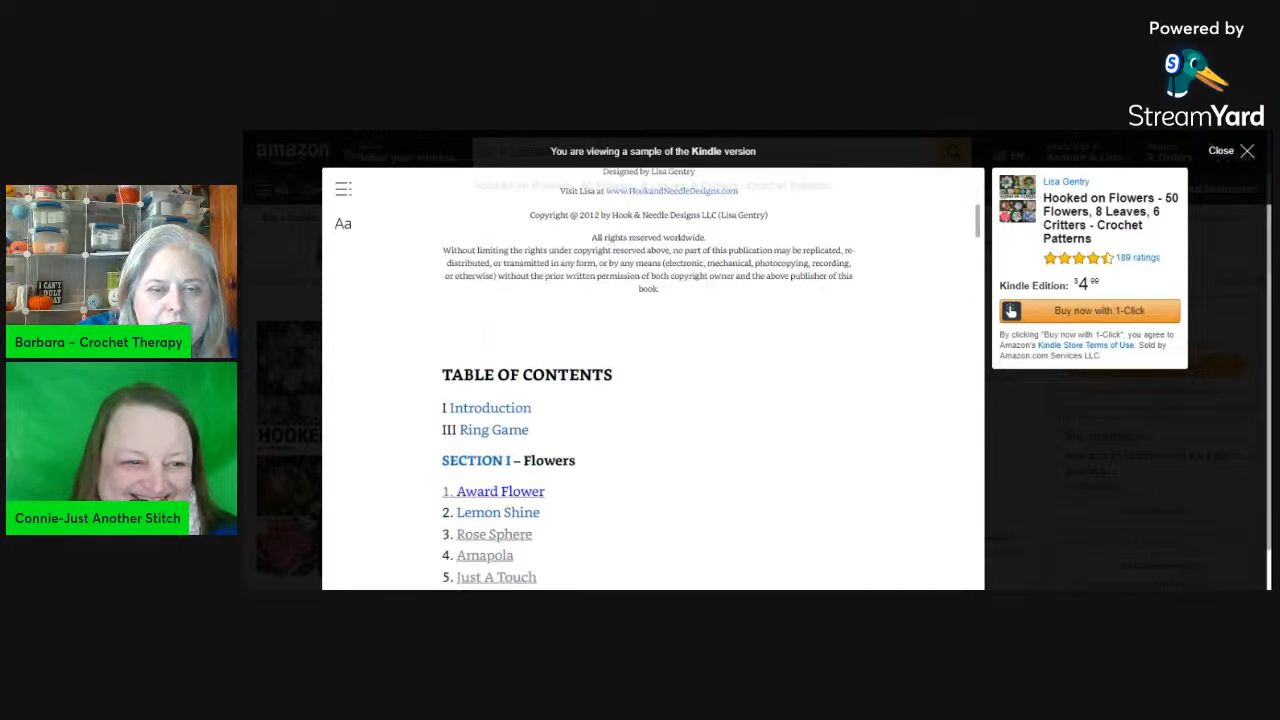 Powered by
StreamYard
amazon
You are viewing a sample of the Kindle version
Close
Designed by Lisa Gentry
Visit Lisa at www.HookandNeedleDesigns.com
Copyright @ 2012 by Hook & Needle Designs LLC (Lisa Gentry)
All rights reserved worldwide.
Without limiting the rights under copyright reserved above, no part of this publication may be replicated, re-
distributed, or transmitted in any form, or by any means (electronic, mechanical, photocopying, recording,
or otherwise) without the prior written permission of both copyright owner and the above publisher of this
book.
Aa
TABLE OF CONTENTS
I Introduction
III Ring Game
SECTION I – Flowers
1. Award Flower
2. Lemon Shine
3. Rose Sphere
4. Amapola
5. Just A Touch
Lisa Gentry
Hooked on Flowers - 50
Flowers, 8 Leaves, 6
Critters - Crochet
Patterns
189 ratings
Kindle Edition: $4 99
Buy now with 1-Click
By clicking "Buy now with 1-Click", you agree to
Amazon's Kindle Store Terms of Use. Sold by
Amazon.com Services LLC
I CAN'T
Barbara – Crochet Therapy
Connie-Just Another Stitch
HOOKED